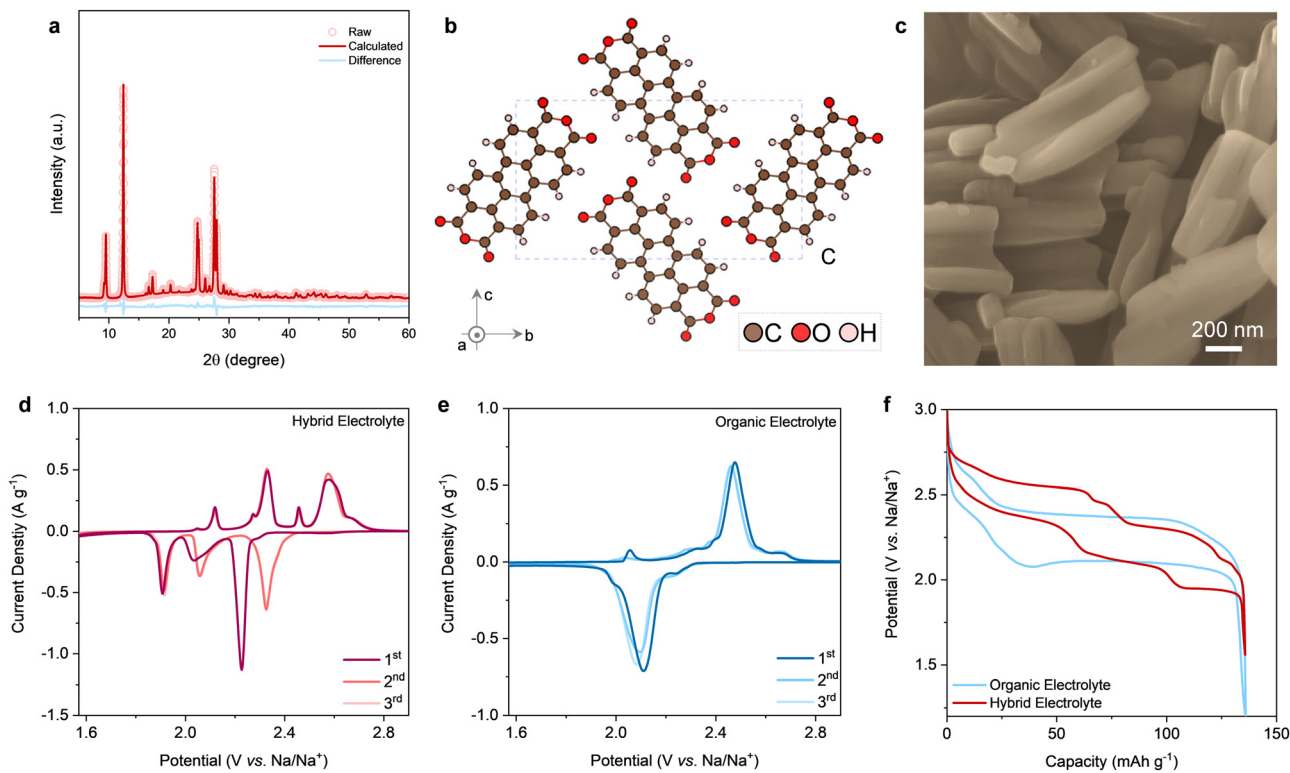 a
Raw
Calculated
Difference
Intensity (a.u.)
10 20 30 40 50 60
2θ (degree)
b
C
c
a b
C O H
c
200 nm
d
Hybrid Electrolyte
1.0
0.5
0.0
-0.5
-1.0
-1.5
Current Density (A g⁻¹)
1st
2nd
3rd
1.6 2.0 2.4 2.8
Potential (V vs. Na/Na⁺)
e
Organic Electrolyte
1.0
0.5
0.0
-0.5
-1.0
Current Density (A g⁻¹)
1st
2nd
3rd
1.6 2.0 2.4 2.8
Potential (V vs. Na/Na⁺)
f
3.0
2.5
2.0
1.5
Potential (V vs. Na/Na⁺)
Organic Electrolyte
Hybrid Electrolyte
0 50 100 150
Capacity (mAh g⁻¹)